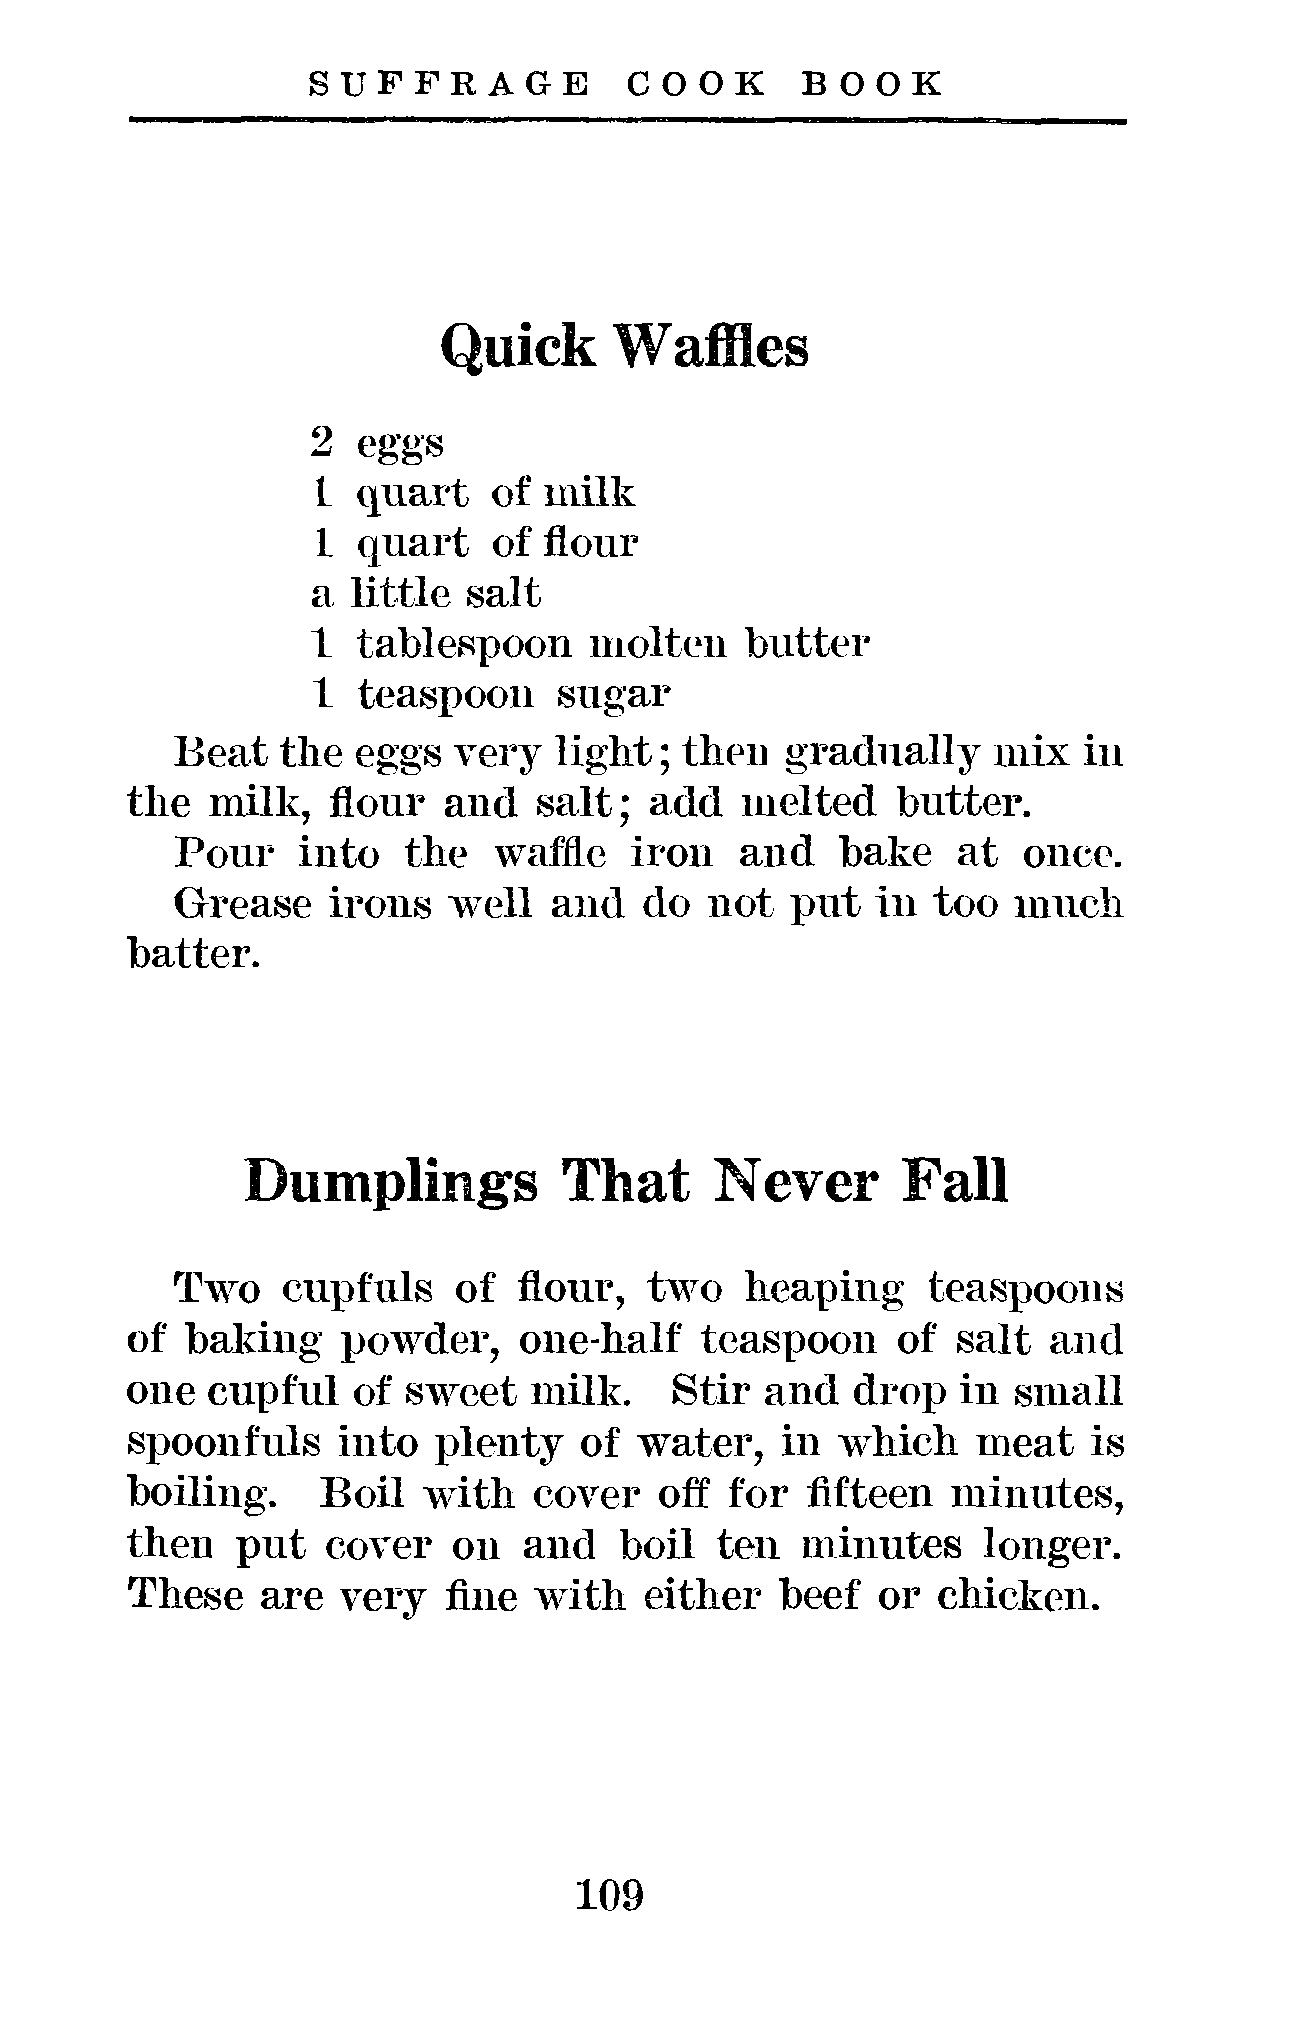 SUFFRAGE COOK BOOK
Quick Waffles
2 eggs
1 quart of milk
1 quart of flour
a little salt
1 tablespoon molten butter
1 teaspoon sugar
Beat the eggs very light; then gradually mix in
the milk, flour and salt; add melted butter.
Pour into the waffle iron and bake at once.
Grease irons well and do not put in too much
batter.
Dumplings That Never Fall
Two cupfuls of flour, two heaping teaspoons
of baking powder, one-half teaspoon of salt and
one cupful of sweet milk. Stir and drop in small
spoonfuls into plenty of water, in which meat is
boiling. Boil with cover off for fifteen minutes,
then put cover on and boil ten minutes longer.
These are very fine with either beef or chicken.
109